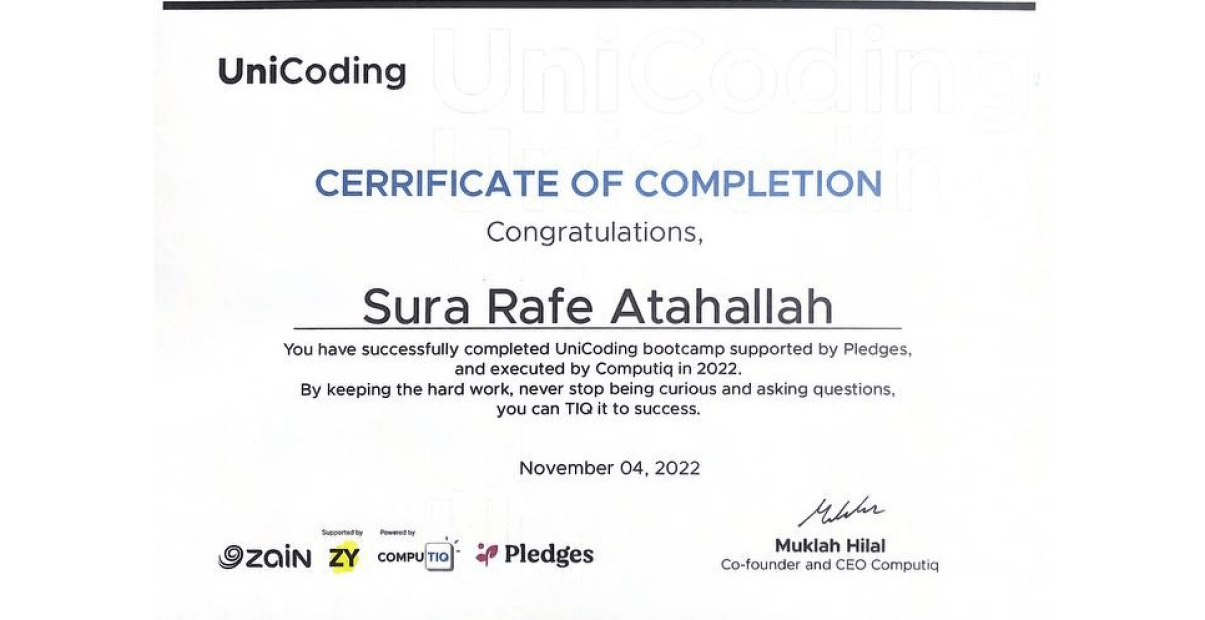 UniCoding
UniCoding
UniCoding
CERRIFICATE OF COMPLETION
Congratulations,
Sura Rafe Atahallah
You have successfully completed UniCoding bootcamp supported by Pledges,
and executed by Computiq in 2022.
By keeping the hard work, never stop being curious and asking questions,
you can TIQ it to success.
November 04, 2022
Supported by
Powered by
zain
ZY
COMPUTIQ
Pledges
Muklah Hilal
Co-founder and CEO Computiq